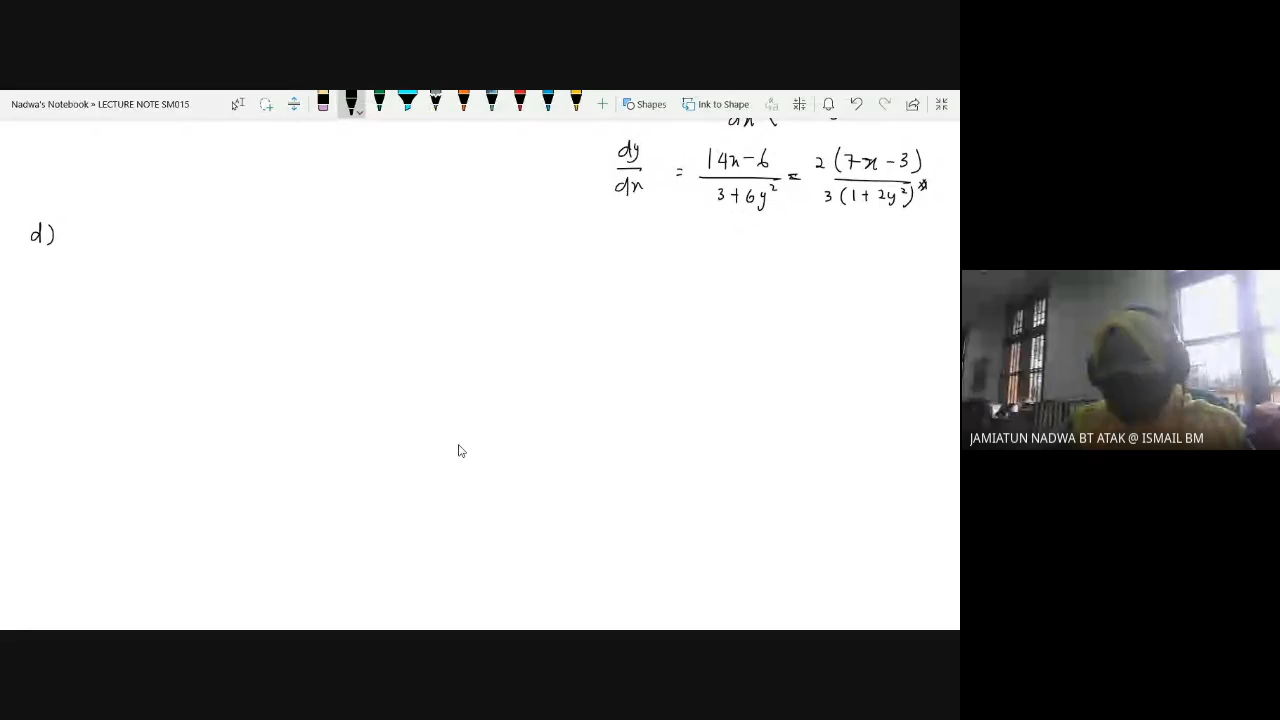 Nadwa's Notebook » LECTURE NOTE SM015
Shapes
Ink to Shape
dy/dx = 14x-6/3+6y² = 2(7x-3)/3(1+2y²)
d)
JAMIATUN NADWA BT ATAK @ ISMAIL BM